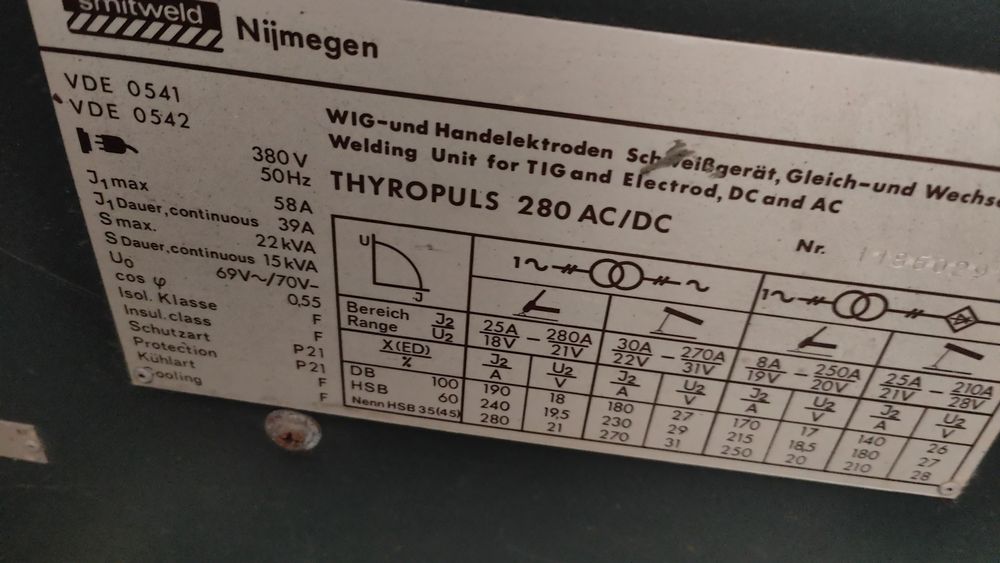 smitweld Nijmegen
VDE 0541
VDE 0542
380V
50Hz
J1 max 58A
J1 Dauer, continuous 39A
S max. 22kVA
S Dauer, continuous 15kVA
Uo 69V~/70V-
cos φ 0,55
Isol. Klasse F
Insul. class F
Schutzart P21
Protection P21
Kühlart F
ooling F
WIG-und Handelektroden Schweißgerät, Gleich-und Wechs
Welding Unit for TIG and Electrod, DC and AC
THYROPULS 280 AC/DC
Nr.
U J 1~ ~ 1~
Bereich J2 25A - 280A 30A - 270A 8A - 250A 25A - 210A
Range U2 18V 21V 22V 31V 19V 20V 21V 28V
X(ED) % J2 A U2 V J2 A U2 V J2 A U2 V J2 A U2 V
DB 100 190 18 180 27 170 17 140 26
HSB 60 240 19,5 230 29 215 18,5 180 27
Nenn HSB 35(45) 280 21 270 31 250 20 210 28